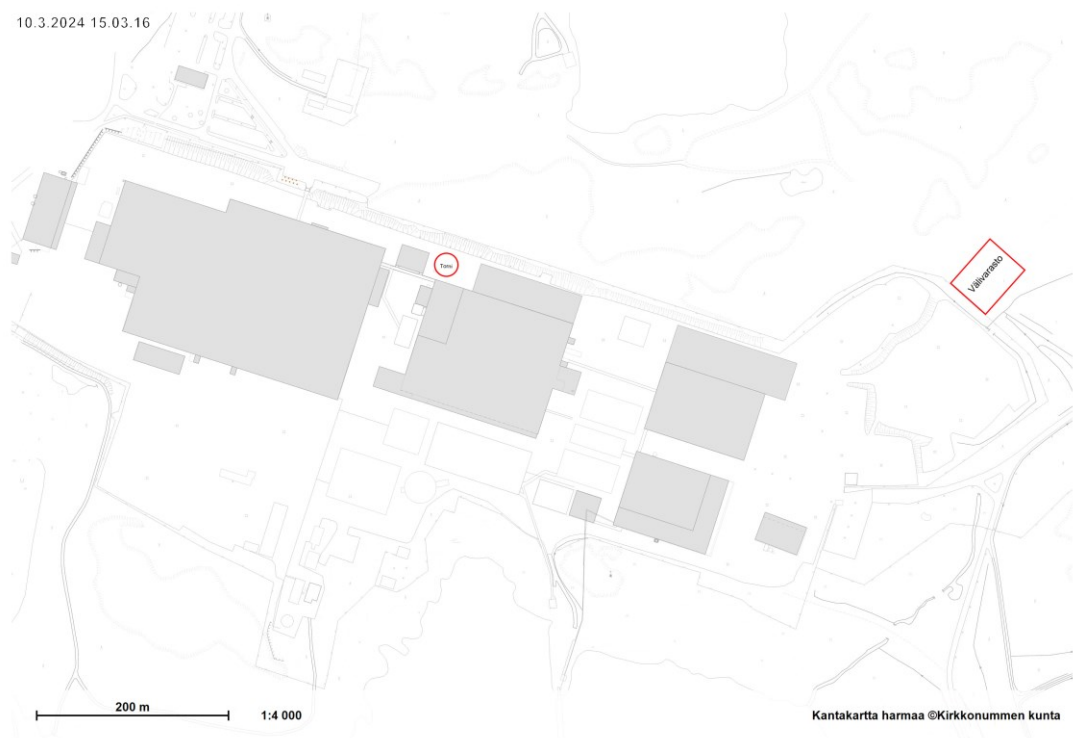 10.3.2024 15.03.16
Torni
Välivarasto
200 m
1:4 000
Kantakartta harmaa ©Kirkkonummen kunta